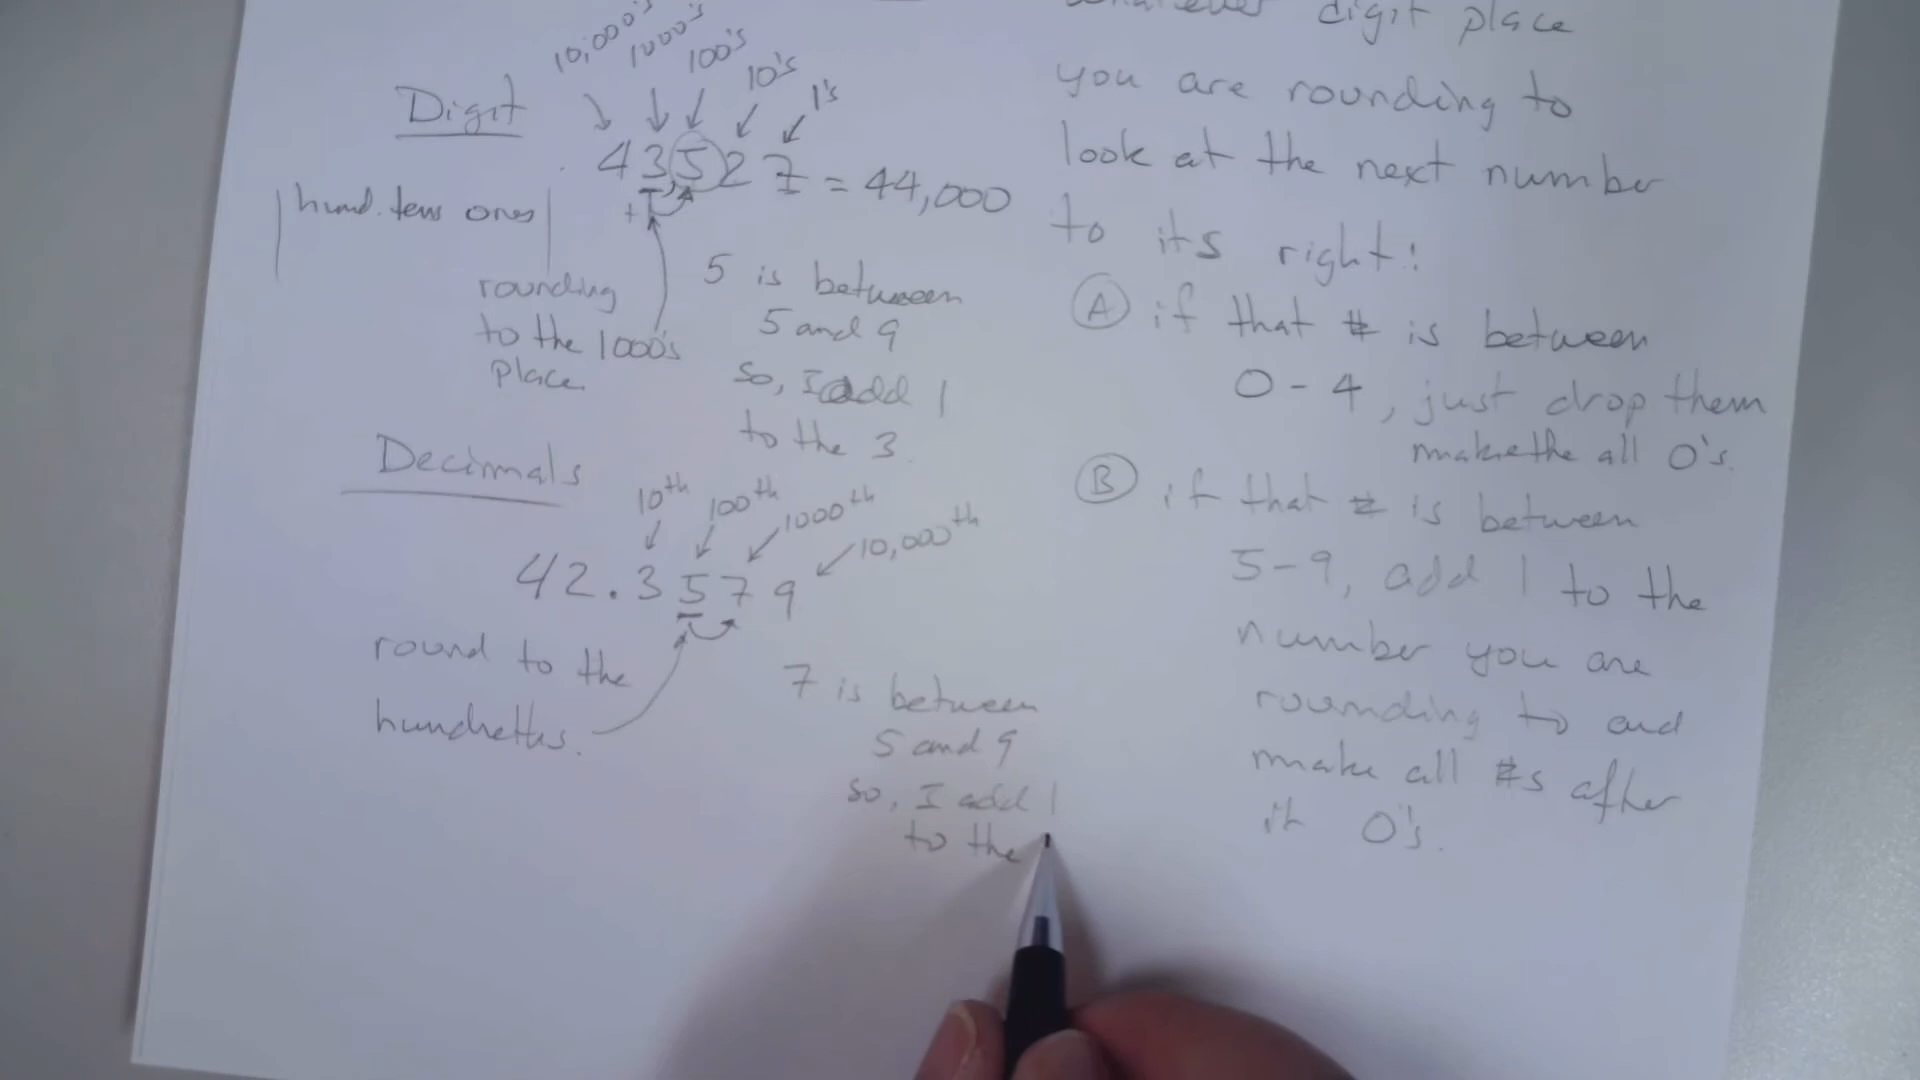 10,000's 1000's 100's 10's 1's
Digit
43,527 = 44,000
+1
hund. tens ones
rounding
to the 1000's
place
5 is between
5 and 9
so, I add 1
to the 3.
Decimals
10th 100th 1000th 10,000th
42.3579
round to the
hundreths.
7 is between
5 and 9
so, I add 1
to the
whatever digit place
you are rounding to
look at the next number
to its right:
A if that # is between
0-4, just drop them
make the all 0's.
B if that # is between
5-9, add 1 to the
number you are
rounding to and
make all #s after
it 0's.